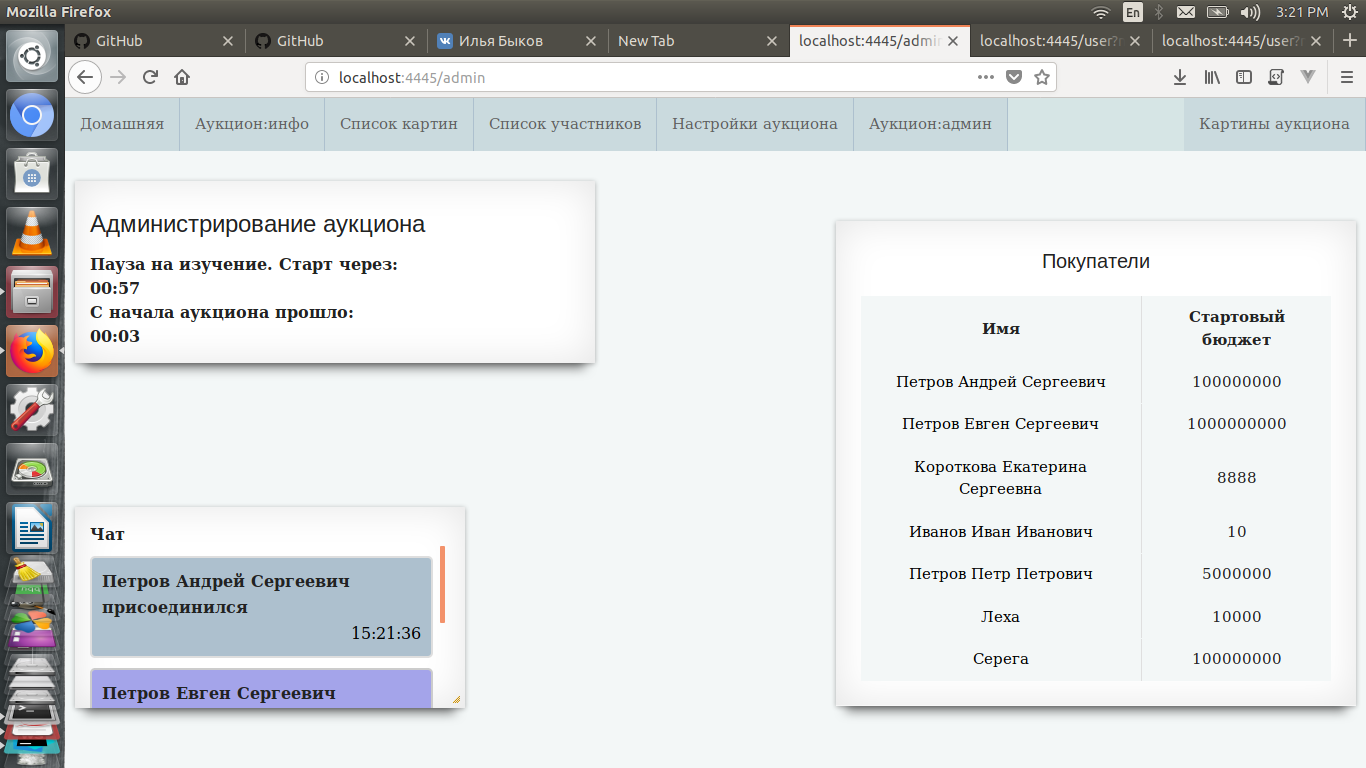 Mozilla Firefox
En
3:21 PM
GitHub
GitHub
Илья Быков
New Tab
localhost:4445/admin
localhost:4445/user?
localhost:4445/user?
localhost:4445/admin
Домашняя
Аукцион:инфо
Список картин
Список участников
Настройки аукциона
Аукцион:админ
Картины аукциона
Администрирование аукциона
Пауза на изучение. Старт через:
00:57
С начала аукциона прошло:
00:03
Чат
Петров Андрей Сергеевич
присоединился
15:21:36
Петров Евген Сергеевич
Покупатели
Имя
Стартовый
бюджет
Петров Андрей Сергеевич
100000000
Петров Евген Сергеевич
1000000000
Короткова Екатерина
Сергеевна
8888
Иванов Иван Иванович
10
Петров Петр Петрович
5000000
Леха
10000
Серега
100000000